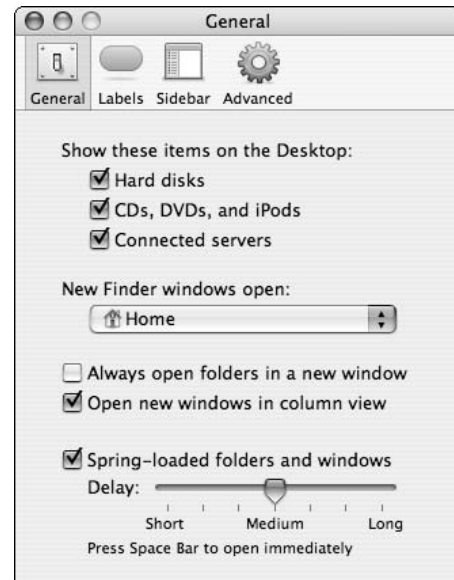 General
General Labels Sidebar Advanced
Show these items on the Desktop:
Hard disks
CDs, DVDs, and iPods
Connected servers
New Finder windows open:
Home
Always open folders in a new window
Open new windows in column view
Spring-loaded folders and windows
Delay:
Short Medium Long
Press Space Bar to open immediately